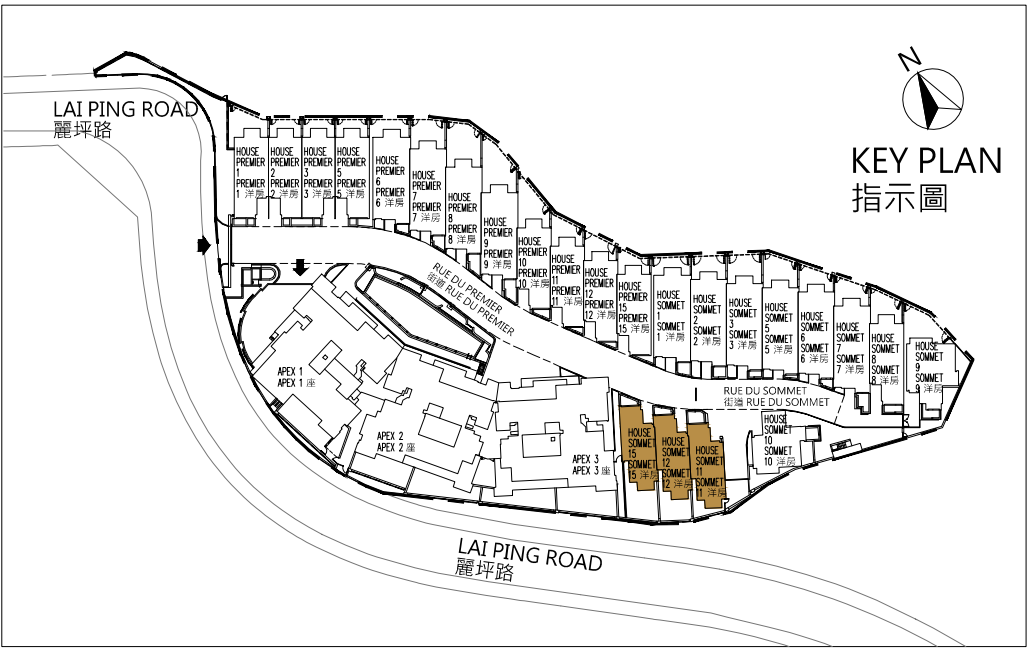 LAI PING ROAD
麗坪路
N
KEY PLAN
指示圖
HOUSE
PREMIER
1
PREMIER
1 洋房
HOUSE
PREMIER
2
PREMIER
2 洋房
HOUSE
PREMIER
3
PREMIER
3 洋房
HOUSE
PREMIER
5
PREMIER
5 洋房
HOUSE
PREMIER
6
PREMIER
6 洋房
HOUSE
PREMIER
7
PREMIER
7 洋房
HOUSE
PREMIER
8
PREMIER
8 洋房
HOUSE
PREMIER
9
PREMIER
9 洋房
HOUSE
PREMIER
10
PREMIER
10 洋房
HOUSE
PREMIER
11
PREMIER
11 洋房
HOUSE
PREMIER
12
PREMIER
12 洋房
HOUSE
PREMIER
15
PREMIER
15 洋房
HOUSE
SOMMET
1
SOMMET
1 洋房
HOUSE
SOMMET
2
SOMMET
2 洋房
HOUSE
SOMMET
3
SOMMET
3 洋房
HOUSE
SOMMET
5
SOMMET
5 洋房
HOUSE
SOMMET
6
SOMMET
6 洋房
HOUSE
SOMMET
7
SOMMET
7 洋房
HOUSE
SOMMET
8
SOMMET
8 洋房
HOUSE
SOMMET
9
SOMMET
9 洋房
RUE DU PREMIER
街道 RUE DU PREMIER
RUE DU SOMMET
街道 RUE DU SOMMET
APEX 1
APEX 1 座
APEX 2
APEX 2 座
APEX 3
APEX 3 座
HOUSE
SOMMET
15
SOMMET
15 洋房
HOUSE
SOMMET
12
SOMMET
12 洋房
HOUSE
SOMMET
11
SOMMET
11 洋房
HOUSE
SOMMET
10
SOMMET
10 洋房
LAI PING ROAD
麗坪路